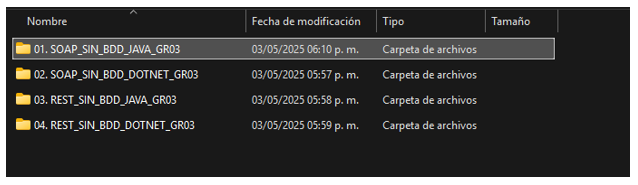 Nombre Fecha de modificación Tipo Tamaño
01. SOAP_SIN_BDD_JAVA_GR03 03/05/2025 06:10 p. m. Carpeta de archivos
02. SOAP_SIN_BDD_DOTNET_GR03 03/05/2025 05:57 p. m. Carpeta de archivos
03. REST_SIN_BDD_JAVA_GR03 03/05/2025 05:58 p. m. Carpeta de archivos
04. REST_SIN_BDD_DOTNET_GR03 03/05/2025 05:59 p. m. Carpeta de archivos